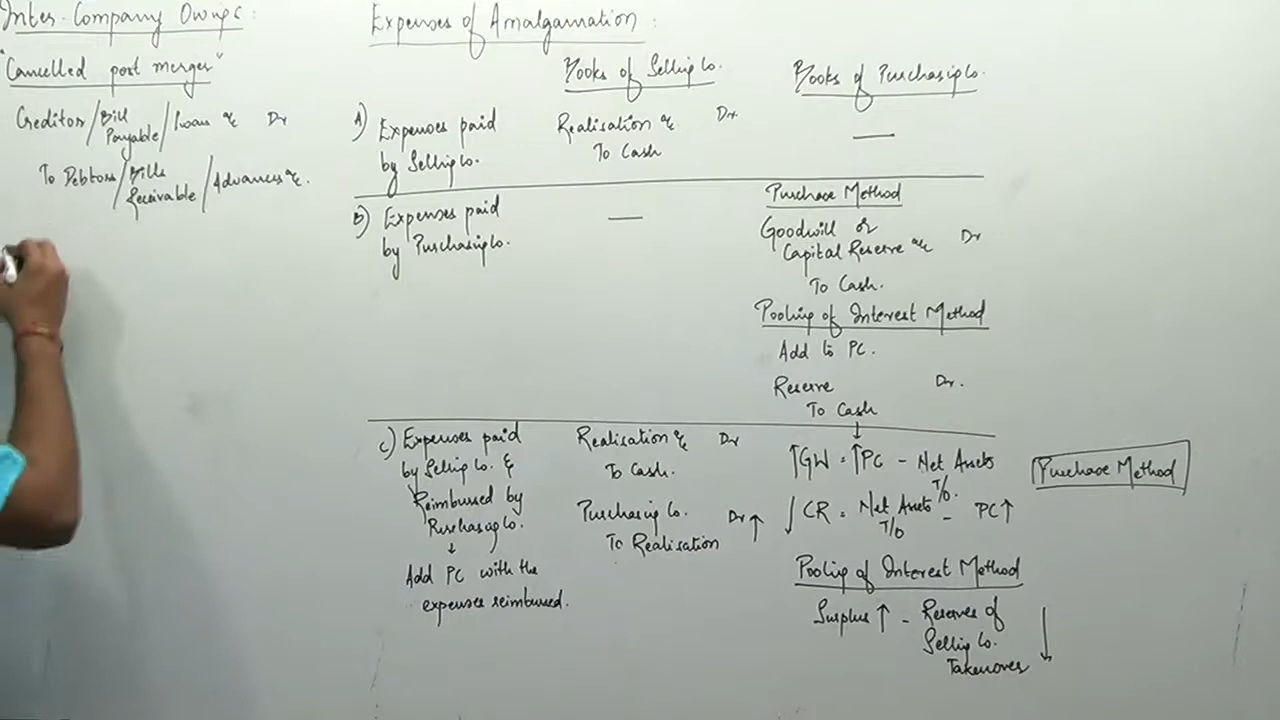 Inter-Company Owings:
"Cancelled post merger"
Creditor/Bill Payable/Loan a/c Dr
To Debtors/Bills Receivable/Advances a/c.
Expenses of Amalgamation:
Books of Selling Co.
Books of Purchasing Co.
A) Expenses paid
by Selling Co.
Realisation a/c Dr.
To Cash
—
B) Expenses paid
by Purchasing Co.
—
Purchase Method
Goodwill or
Capital Reserve a/c Dr
To Cash.
Pooling of Interest Method
Add to PC.
Reserve Dr.
To Cash
C) Expenses paid
by Selling Co. &
Reimbursed by
Purchasing Co.
↓
Add PC with the
expenses reimbursed.
Realisation a/c Dr
To Cash.
Purchasing Co. Dr ↑
To Realisation
↓
↑GW = ↑PC - Net Assets
T/O.
↓ CR = Net Assets - PC↑
T/O
Purchase Method
Pooling of Interest Method
Surplus ↑ - Reserves of ↓
Selling Co.
Takenover